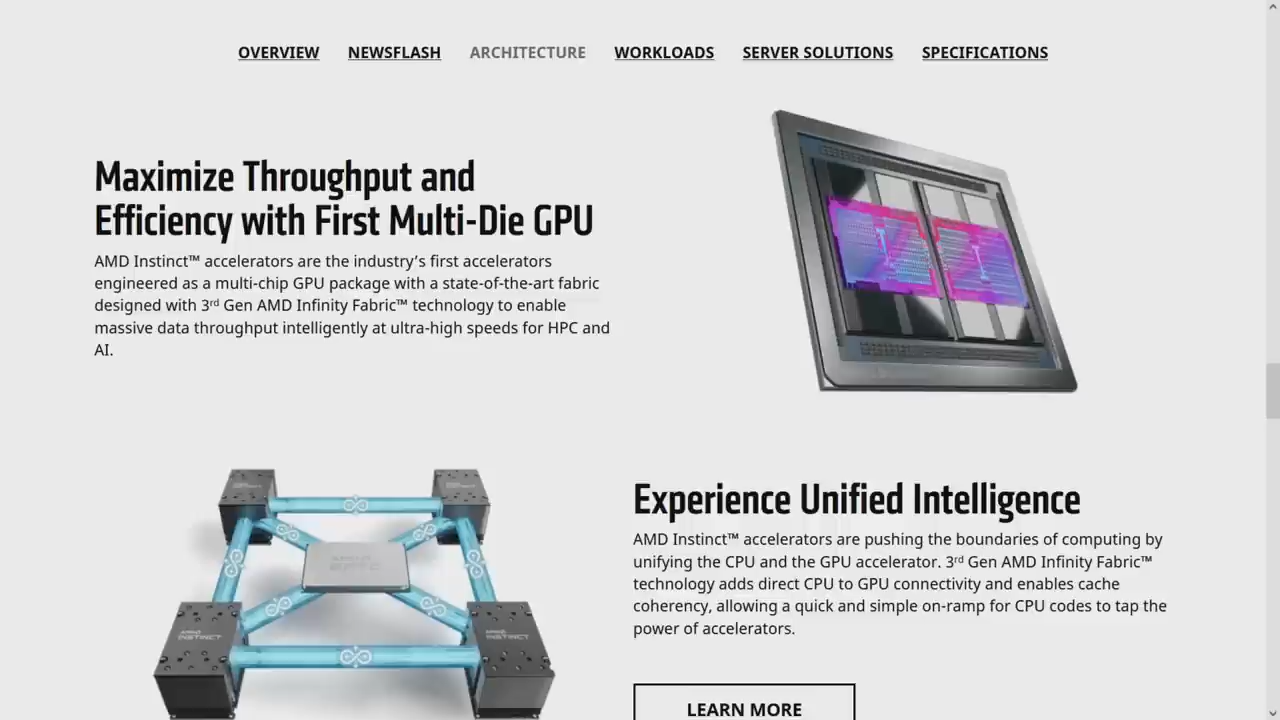 OVERVIEW NEWSFLASH ARCHITECTURE WORKLOADS SERVER SOLUTIONS SPECIFICATIONS
Maximize Throughput and
Efficiency with First Multi-Die GPU
AMD Instinct™ accelerators are the industry’s first accelerators
engineered as a multi-chip GPU package with a state-of-the-art fabric
designed with 3rd Gen AMD Infinity Fabric™ technology to enable
massive data throughput intelligently at ultra-high speeds for HPC and
AI.
Experience Unified Intelligence
AMD Instinct™ accelerators are pushing the boundaries of computing by
unifying the CPU and the GPU accelerator. 3rd Gen AMD Infinity Fabric™
technology adds direct CPU to GPU connectivity and enables cache
coherency, allowing a quick and simple on-ramp for CPU codes to tap the
power of accelerators.
LEARN MORE
AMD
INSTINCT
AMD
INSTINCT